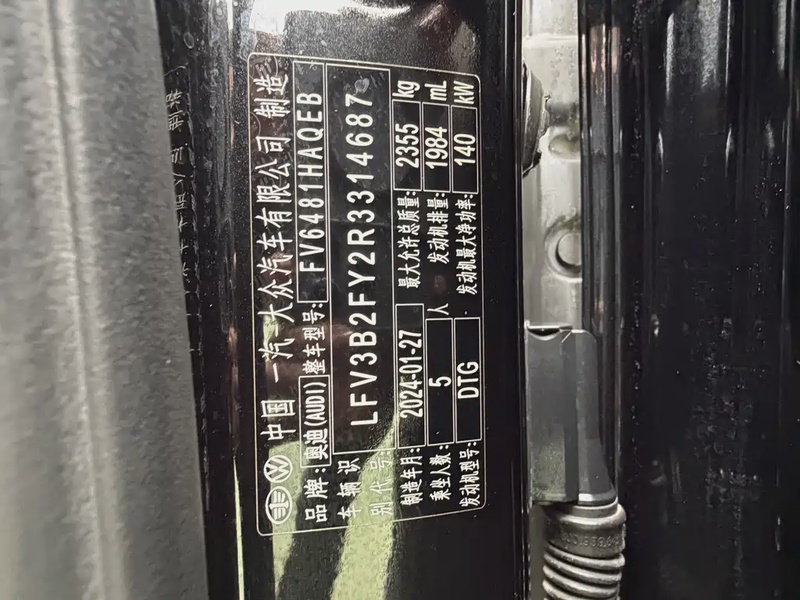 中国 一汽 大众汽车有限公司 制造
品牌: 奥迪(AUDI) 整车型号: FV6481HAQEB
车辆识别代号: LFV3B2FY2R3314687
制造年月: 2024-01-27 最大允许总质量: 2355 kg
乘坐人数: 5 人 发动机排量: 1984 mL
发动机型号: DTG 发动机最大净功率: 140 kW